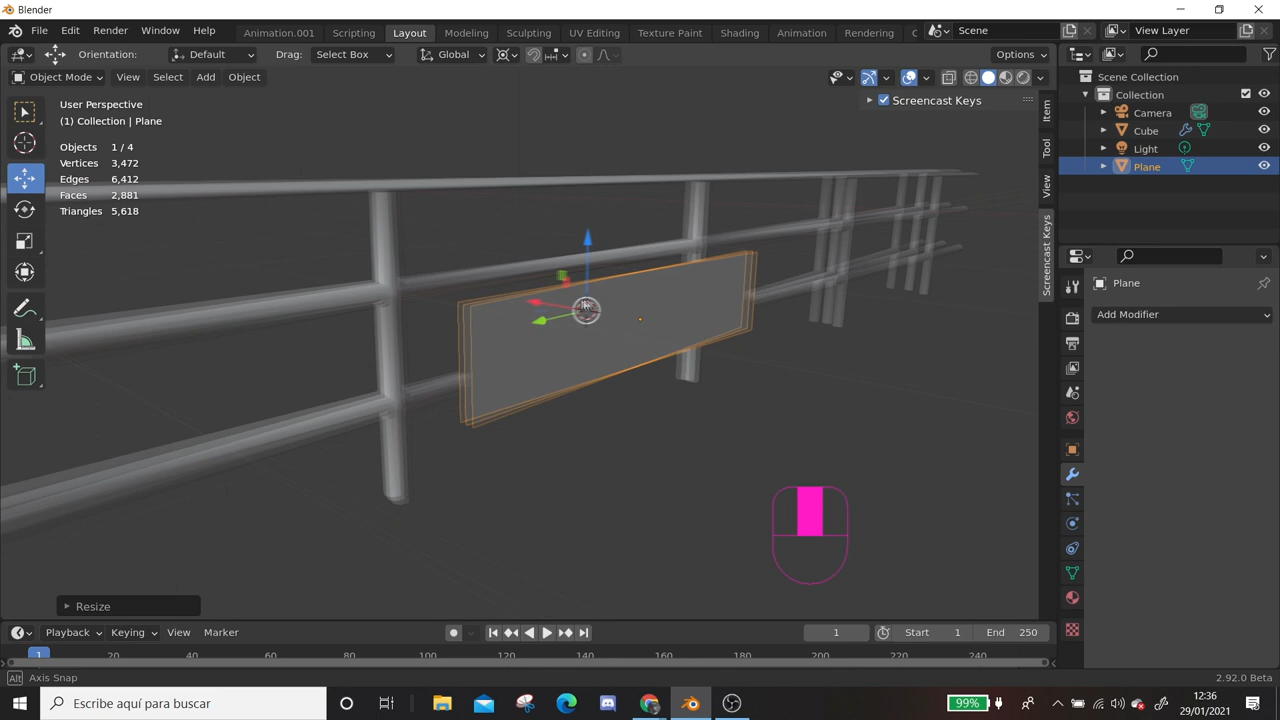 Blender
File Edit Render Window Help
Animation.001 Scripting Layout Modeling Sculpting UV Editing Texture Paint Shading Animation Rendering C
Scene View Layer
Orientation: Default Drag: Select Box Global Options
Object Mode View Select Add Object
User Perspective
(1) Collection | Plane
Objects 1 / 4
Vertices 3,472
Edges 6,412
Faces 2,881
Triangles 5,618
Screencast Keys
Item
Tool
View
Screencast Keys
Scene Collection
Collection
Camera
Cube
Light
Plane
Plane
Add Modifier
Resize
Playback Keying View Marker
1 Start 1 End 250
1 20 40 60 80 100 120 140 160 180 200 220 240
Alt Axis Snap 2.92.0 Beta
Escribe aquí para buscar
99%
12:36
29/01/2021